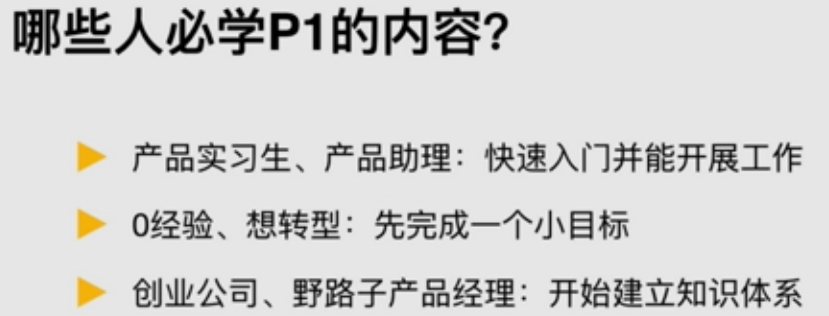 哪些人必学P1的内容？
产品实习生、产品助理：快速入门并能开展工作
0经验、想转型：先完成一个小目标
创业公司、野路子产品经理：开始建立知识体系